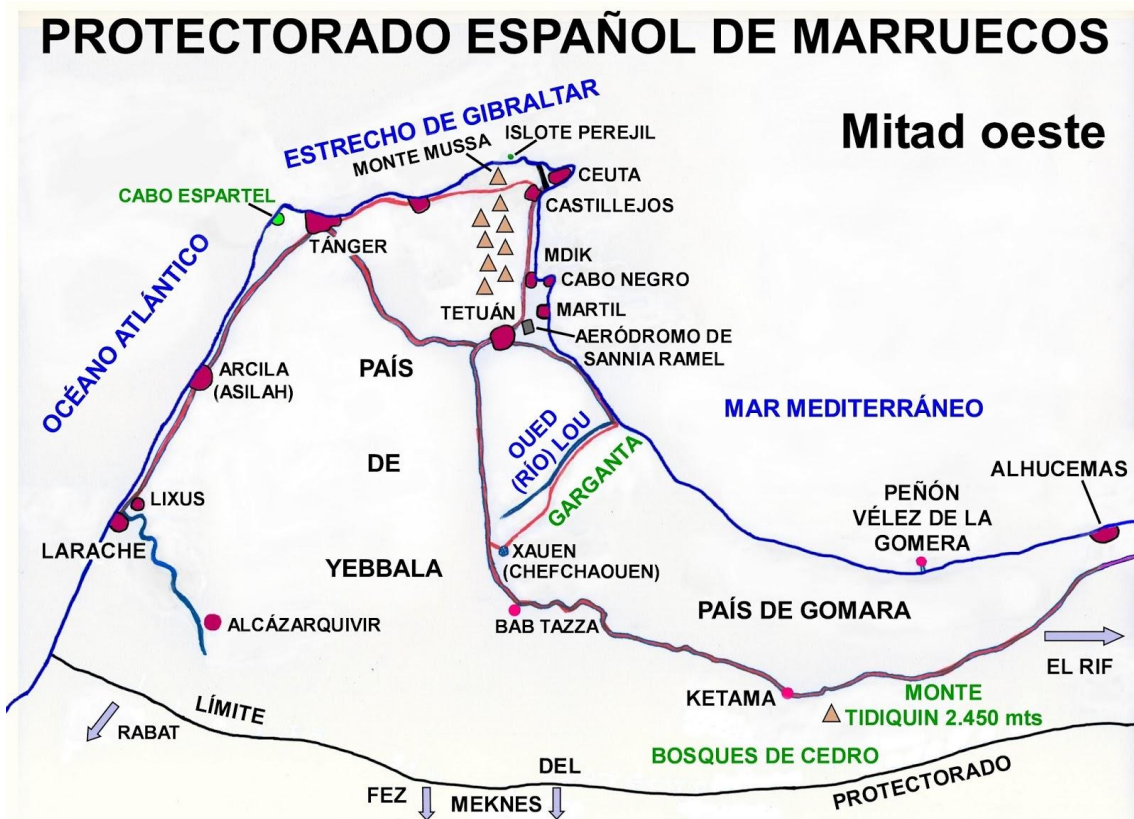 PROTECTORADO ESPAÑOL DE MARRUECOS
Mitad oeste
ESTRECHO DE GIBRALTAR
ISLOTE PEREJIL
MONTE MUSSA
CEUTA
CABO ESPARTEL
CASTILLEJOS
TÁNGER
OCÉANO ATLÁNTICO
MDIK
CABO NEGRO
TETUÁN
MARTIL
AERÓDROMO DE
SANNIA RAMEL
ARCILA
(ASILAH)
PAÍS
DE
YEBBALA
MAR MEDITERRÁNEO
OUED
(RÍO) LOU
GARGANTA
ALHUCEMAS
PEÑÓN
VÉLEZ DE LA
GOMERA
LIXUS
LARACHE
XAUEN
(CHEFCHAOUEN)
ALCÁZARQUIVIR
BAB TAZZA
PAÍS DE GOMARA
EL RIF
KETAMA
MONTE
TIDIQUIN 2.450 mts
BOSQUES DE CEDRO
RABAT
LÍMITE
DEL
PROTECTORADO
FEZ
MEKNES